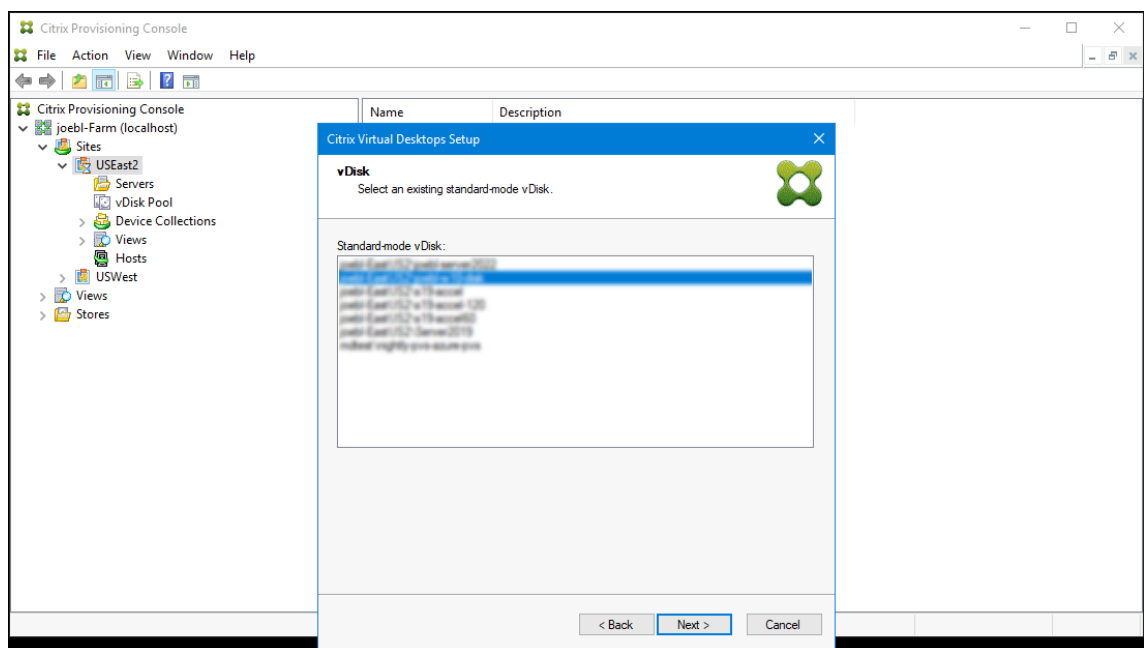 Citrix Provisioning Console
File Action View Window Help
Citrix Provisioning Console
joebl-Farm (localhost)
Sites
USEast2
Servers
vDisk Pool
Device Collections
Views
Hosts
USWest
Views
Stores
Name Description
Citrix Virtual Desktops Setup
vDisk
Select an existing standard-mode vDisk.
Standard-mode vDisk:
< Back Next > Cancel